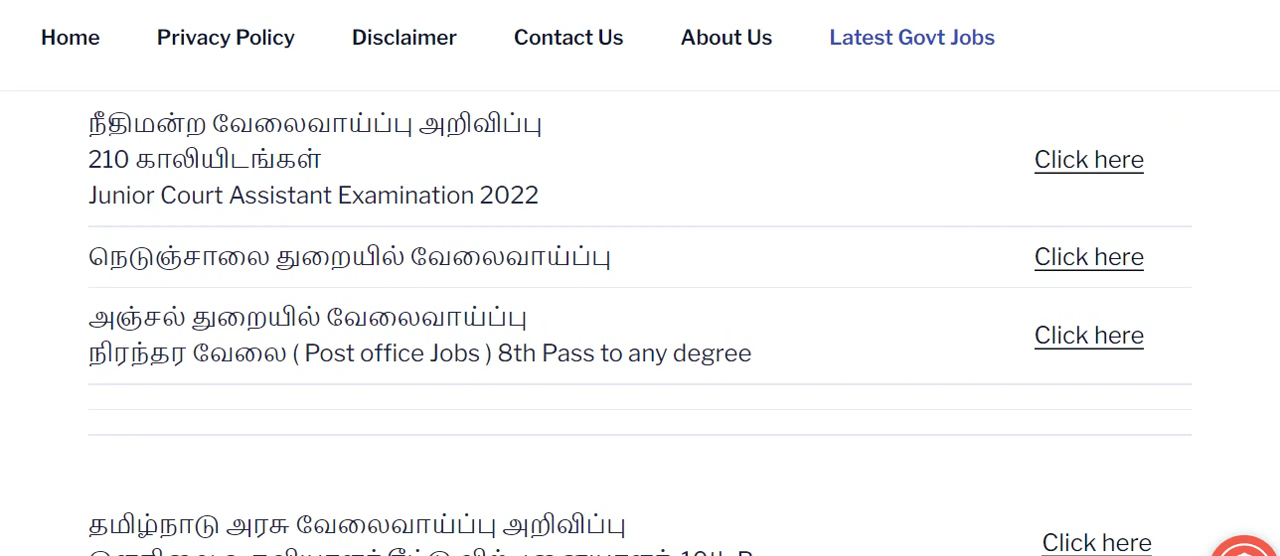 Home Privacy Policy Disclaimer Contact Us About Us Latest Govt Jobs
நீதிமன்ற வேலைவாய்ப்பு அறிவிப்பு
210 காலியிடங்கள்
Click here
Junior Court Assistant Examination 2022
நெடுஞ்சாலை துறையில் வேலைவாய்ப்பு
Click here
அஞ்சல் துறையில் வேலைவாய்ப்பு
Click here
நிரந்தர வேலை ( Post office Jobs ) 8th Pass to any degree
தமிழ்நாடு அரசு வேலைவாய்ப்பு அறிவிப்பு
Click here